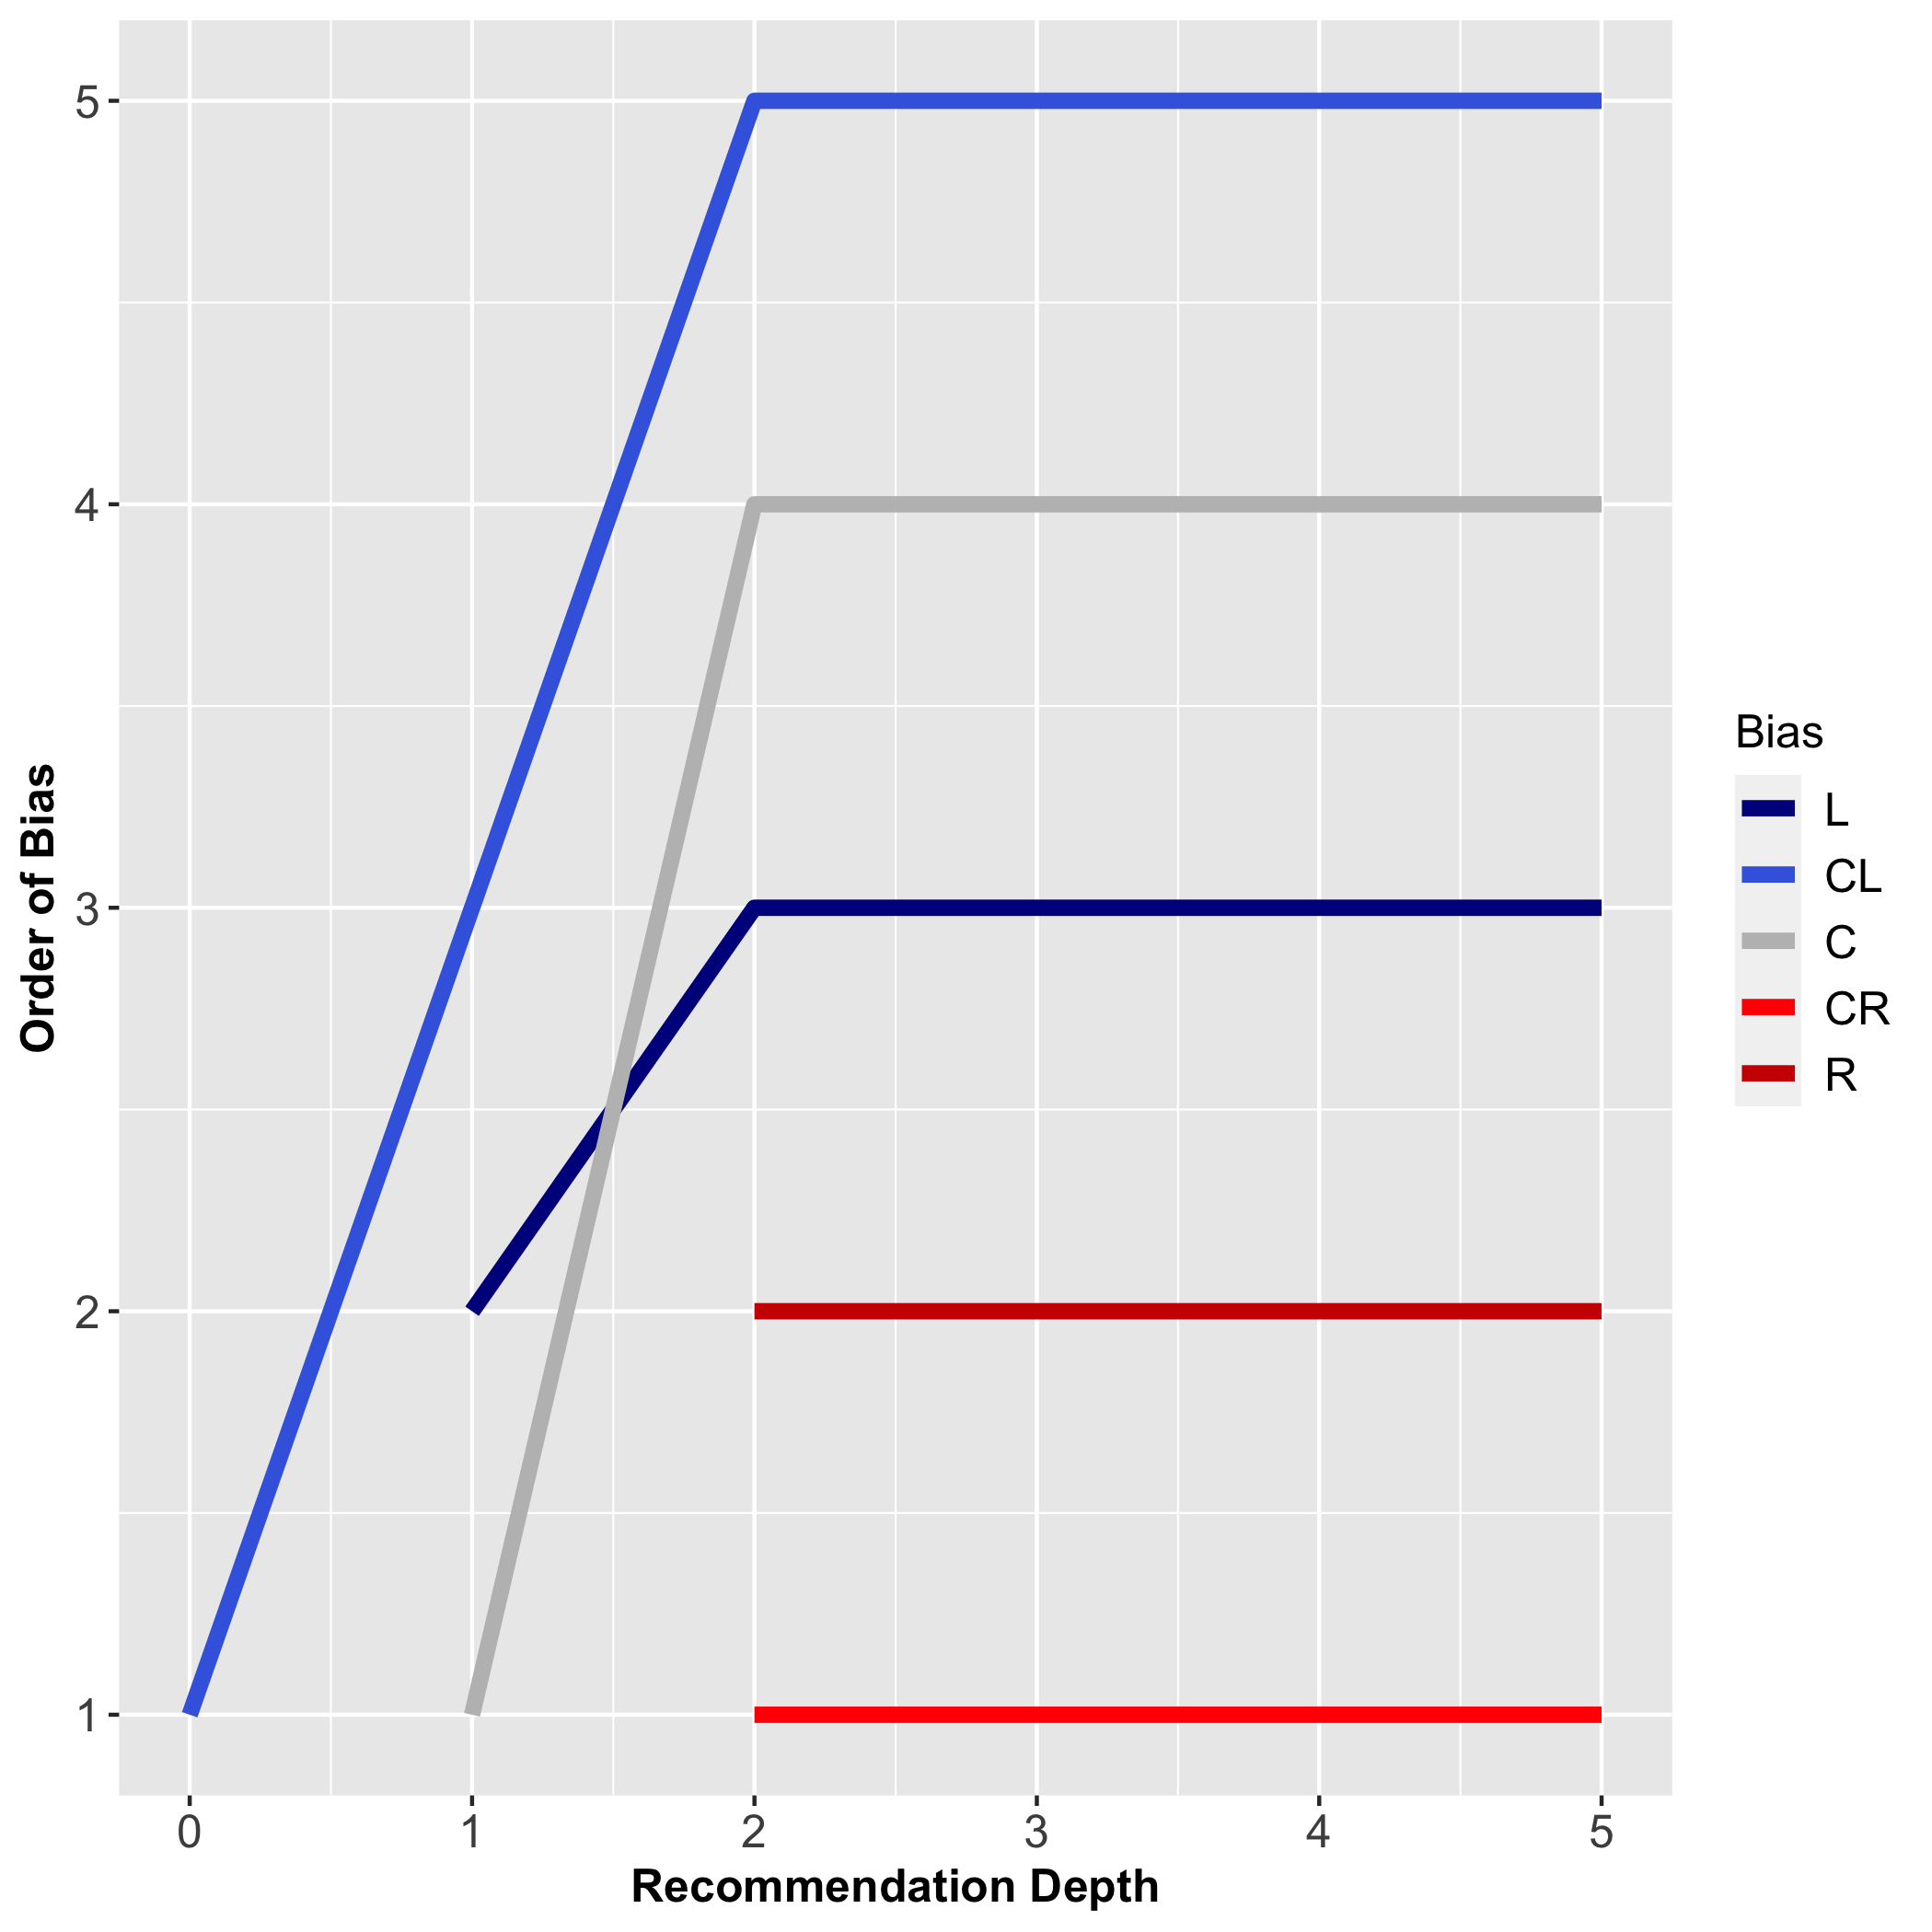 5
4
3
2
1
Order of Bias
0 1 2 3 4 5
Recommendation Depth
Bias
L
CL
C
CR
R